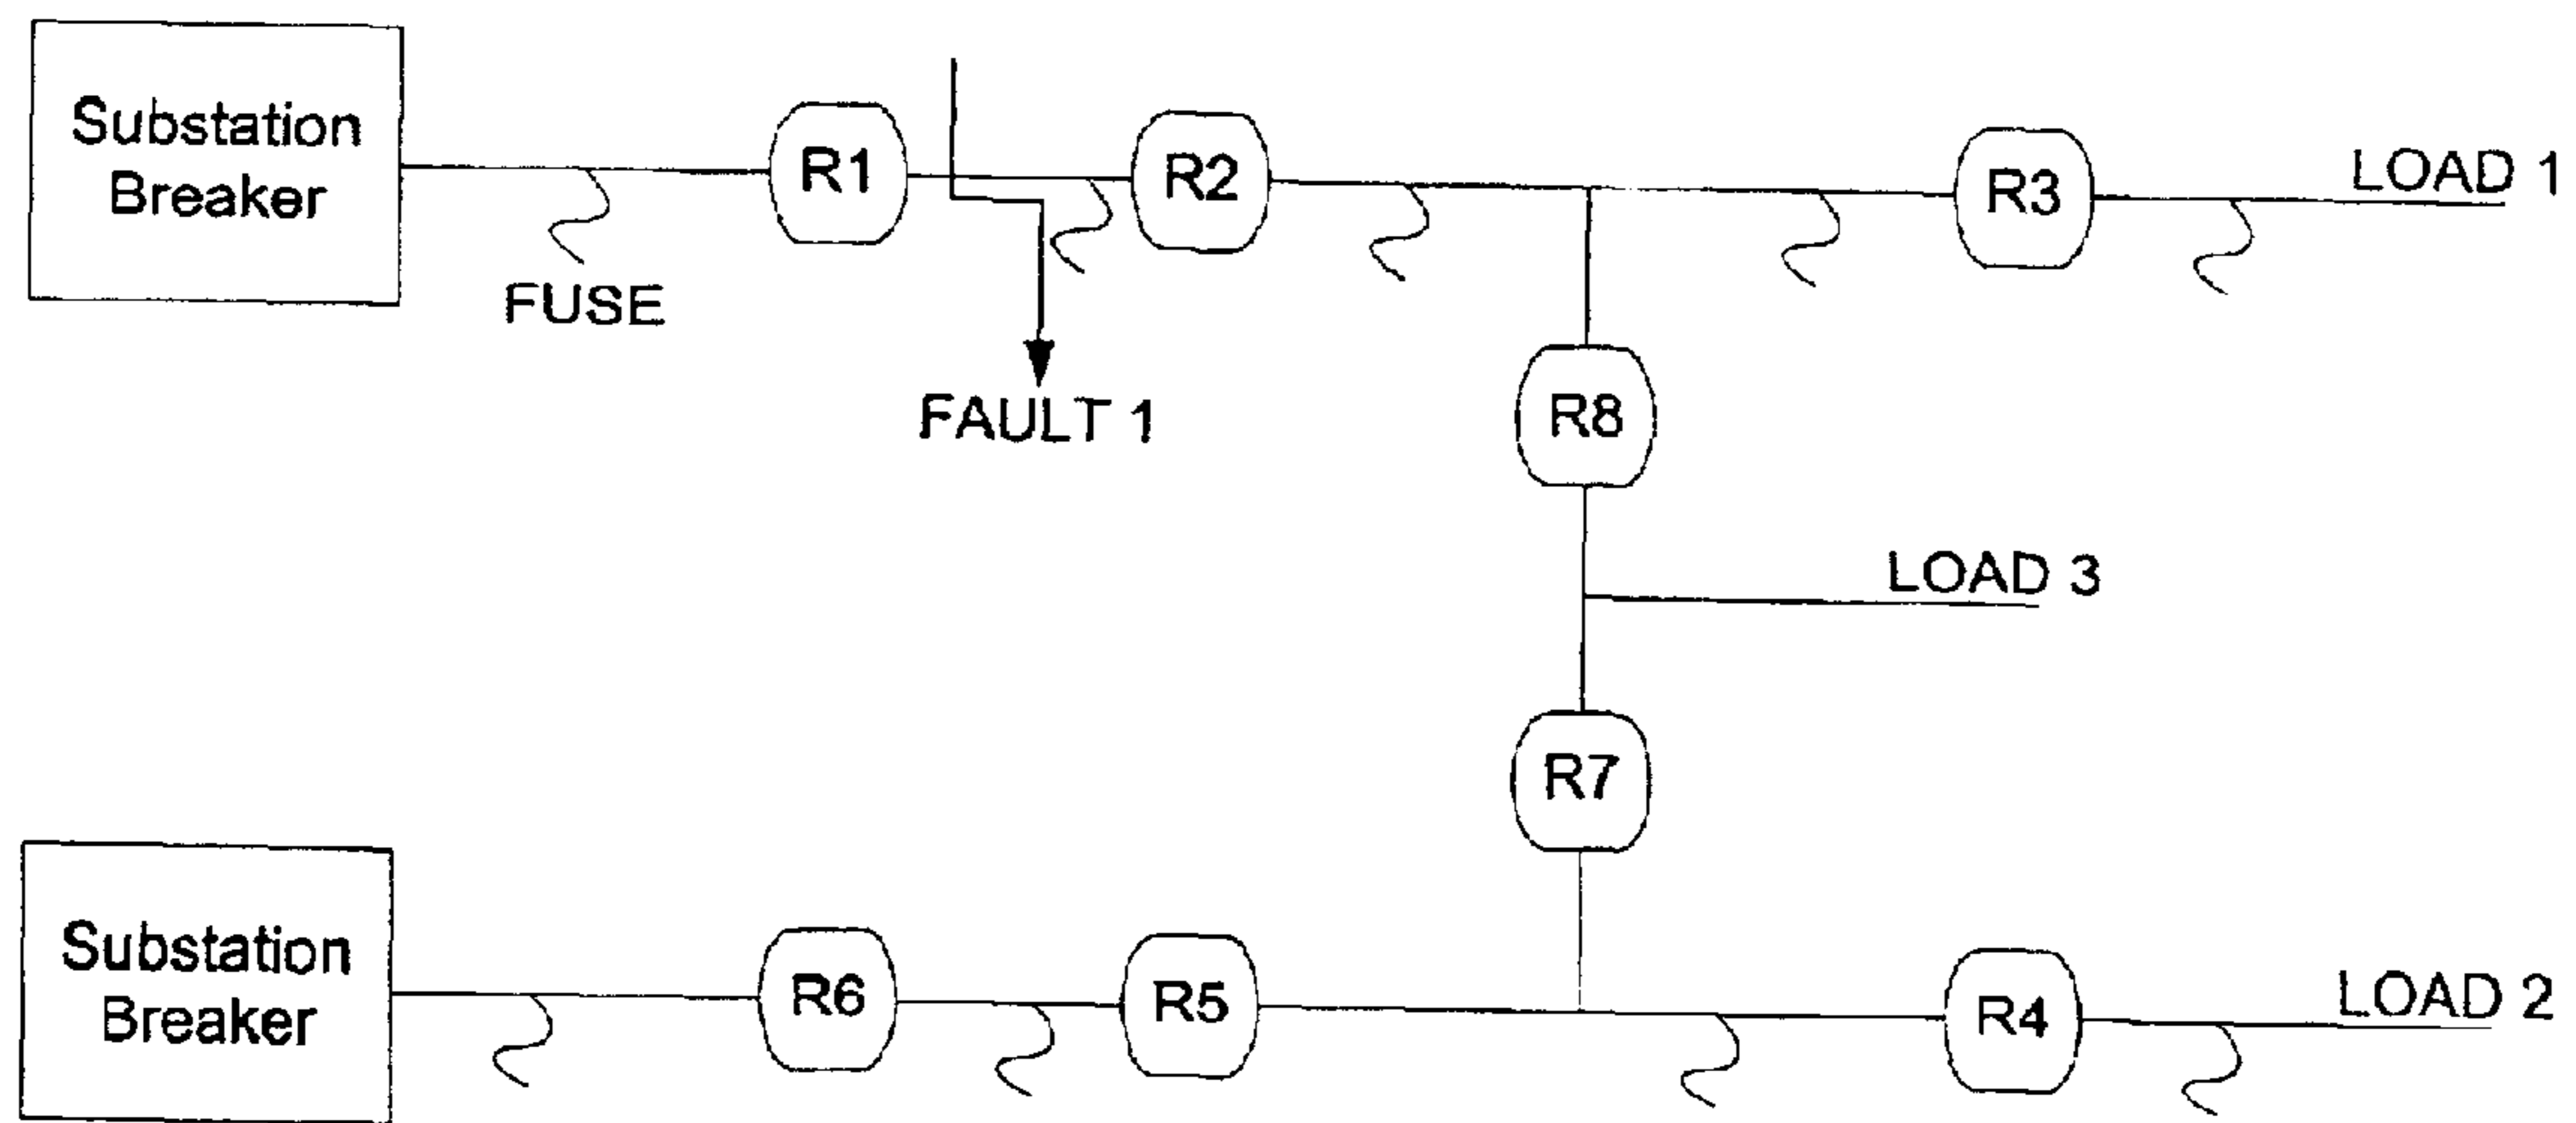 Substation
Breaker
R1
R2
R3
LOAD 1
FUSE
FAULT 1
R8
LOAD 3
R7
Substation
Breaker
R6
R5
R4
LOAD 2